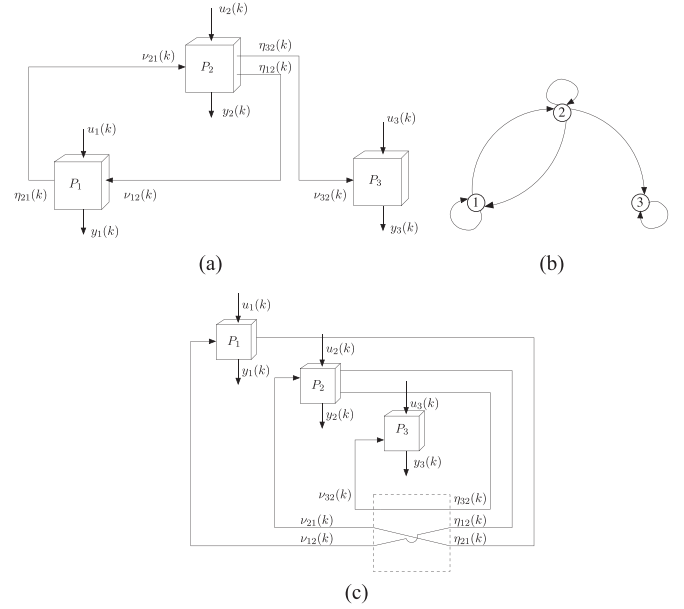 u₂(k)
ν₂₁(k)
P₂
η₃₂(k)
η₁₂(k)
y₂(k)
u₁(k)
u₃(k)
P₁
P₃
η₂₁(k)
ν₁₂(k)
ν₃₂(k)
y₁(k)
y₃(k)
(a)
2
1
3
(b)
u₁(k)
P₁
u₂(k)
y₁(k)
P₂
u₃(k)
y₂(k)
P₃
y₃(k)
ν₃₂(k)
η₃₂(k)
ν₂₁(k)
η₁₂(k)
ν₁₂(k)
η₂₁(k)
(c)